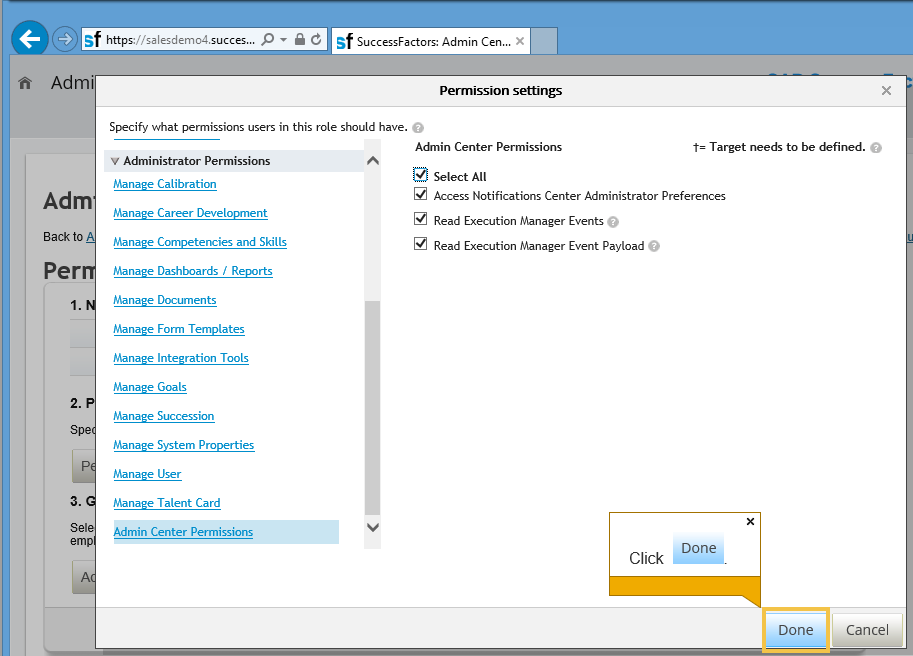 sf https://salesdemo4.succes...
sf SuccessFactors: Admin Cen...
Admi
Permission settings
Specify what permissions users in this role should have.
Administrator Permissions
Manage Calibration
Manage Career Development
Manage Competencies and Skills
Manage Dashboards / Reports
Manage Documents
Manage Form Templates
Manage Integration Tools
Manage Goals
Manage Succession
Manage System Properties
Manage User
Manage Talent Card
Admin Center Permissions
Admin Center Permissions
†= Target needs to be defined.
Select All
Access Notifications Center Administrator Preferences
Read Execution Manager Events
Read Execution Manager Event Payload
Adm
Back to A
Perm
1. N
2. P
Spec
Pe
3. G
Sele
empl
Ad
Click Done.
Done
Cancel